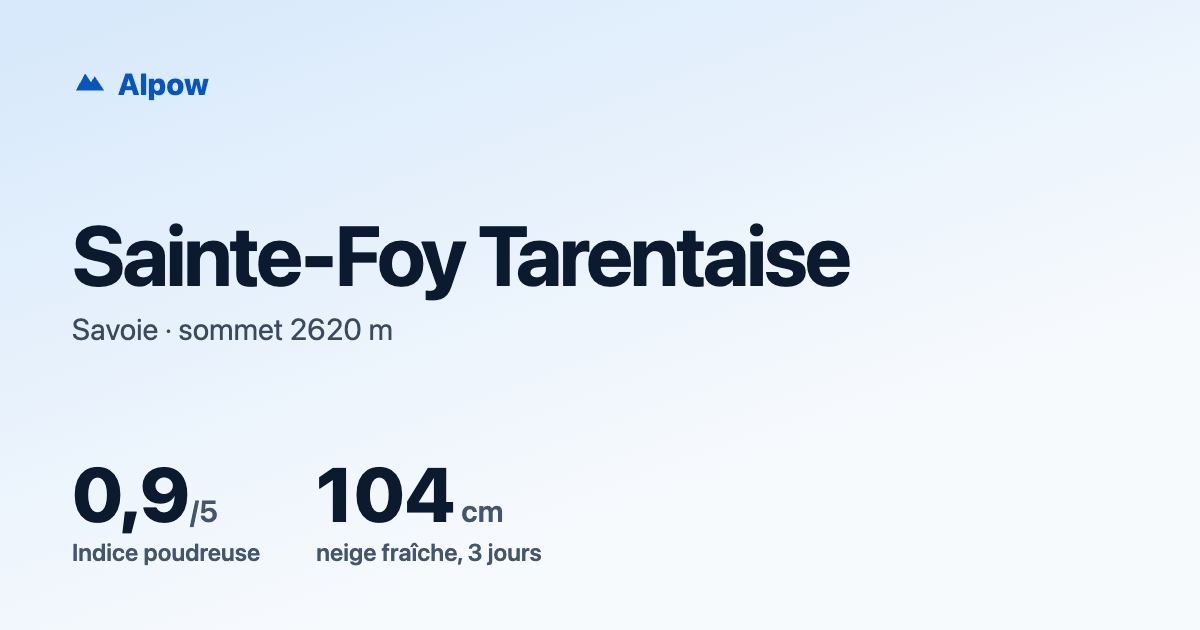 Alpow
Sainte-Foy Tarentaise
Savoie · sommet 2620 m
0,9/5 104 cm
Indice poudreuse neige fraîche, 3 jours